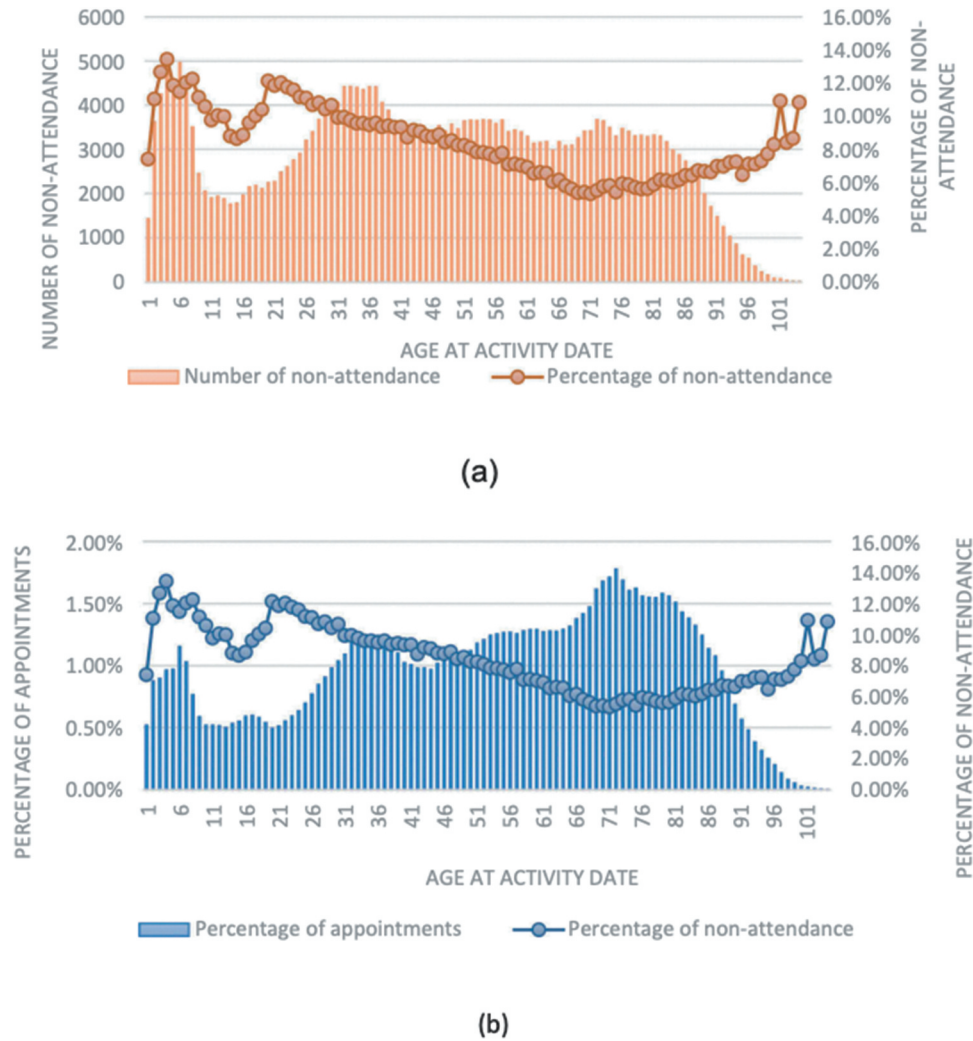 6000
5000
4000
3000
2000
1000
0
NUMBER OF NON-ATTENDANCE
16.00%
14.00%
12.00%
10.00%
8.00%
6.00%
4.00%
2.00%
0.00%
PERCENTAGE OF NON-
ATTENDANCE
1 6 11 16 21 26 31 36 41 46 51 56 61 66 71 76 81 86 91 96 101
AGE AT ACTIVITY DATE
Number of non-attendance Percentage of non-attendance
(a)
2.00%
1.50%
1.00%
0.50%
0.00%
PERCENTAGE OF APPOINTMENTS
16.00%
14.00%
12.00%
10.00%
8.00%
6.00%
4.00%
2.00%
0.00%
PERCENTAGE OF NON-ATTENDANCE
1 6 11 16 21 26 31 36 41 46 51 56 61 66 71 76 81 86 91 96 101
AGE AT ACTIVITY DATE
Percentage of appointments Percentage of non-attendance
(b)